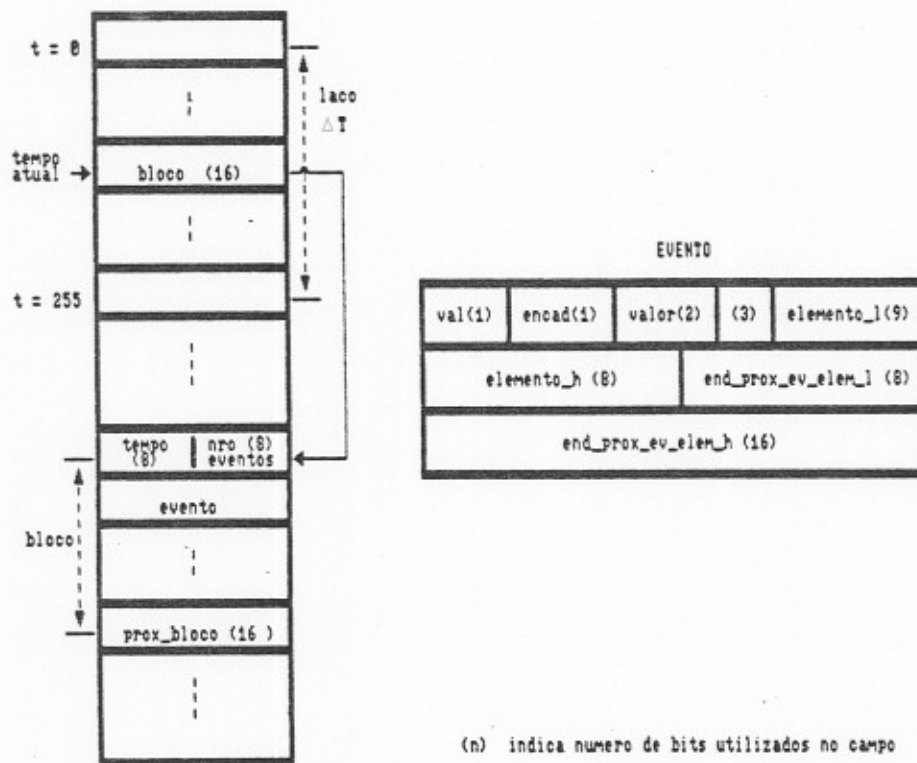 t = 0
laco
ΔT
tempo
atual
bloco (16)
t = 255
tempo
(8)
nro (8)
eventos
evento
bloco
prox_bloco (16 )
EVENTO
val(1)
encad(1)
valor(2)
(3)
elemento_l(9)
elemento_h (8)
end_prox_ev_elem_l (8)
end_prox_ev_elem_h (16)
(n) indica numero de bits utilizados no campo